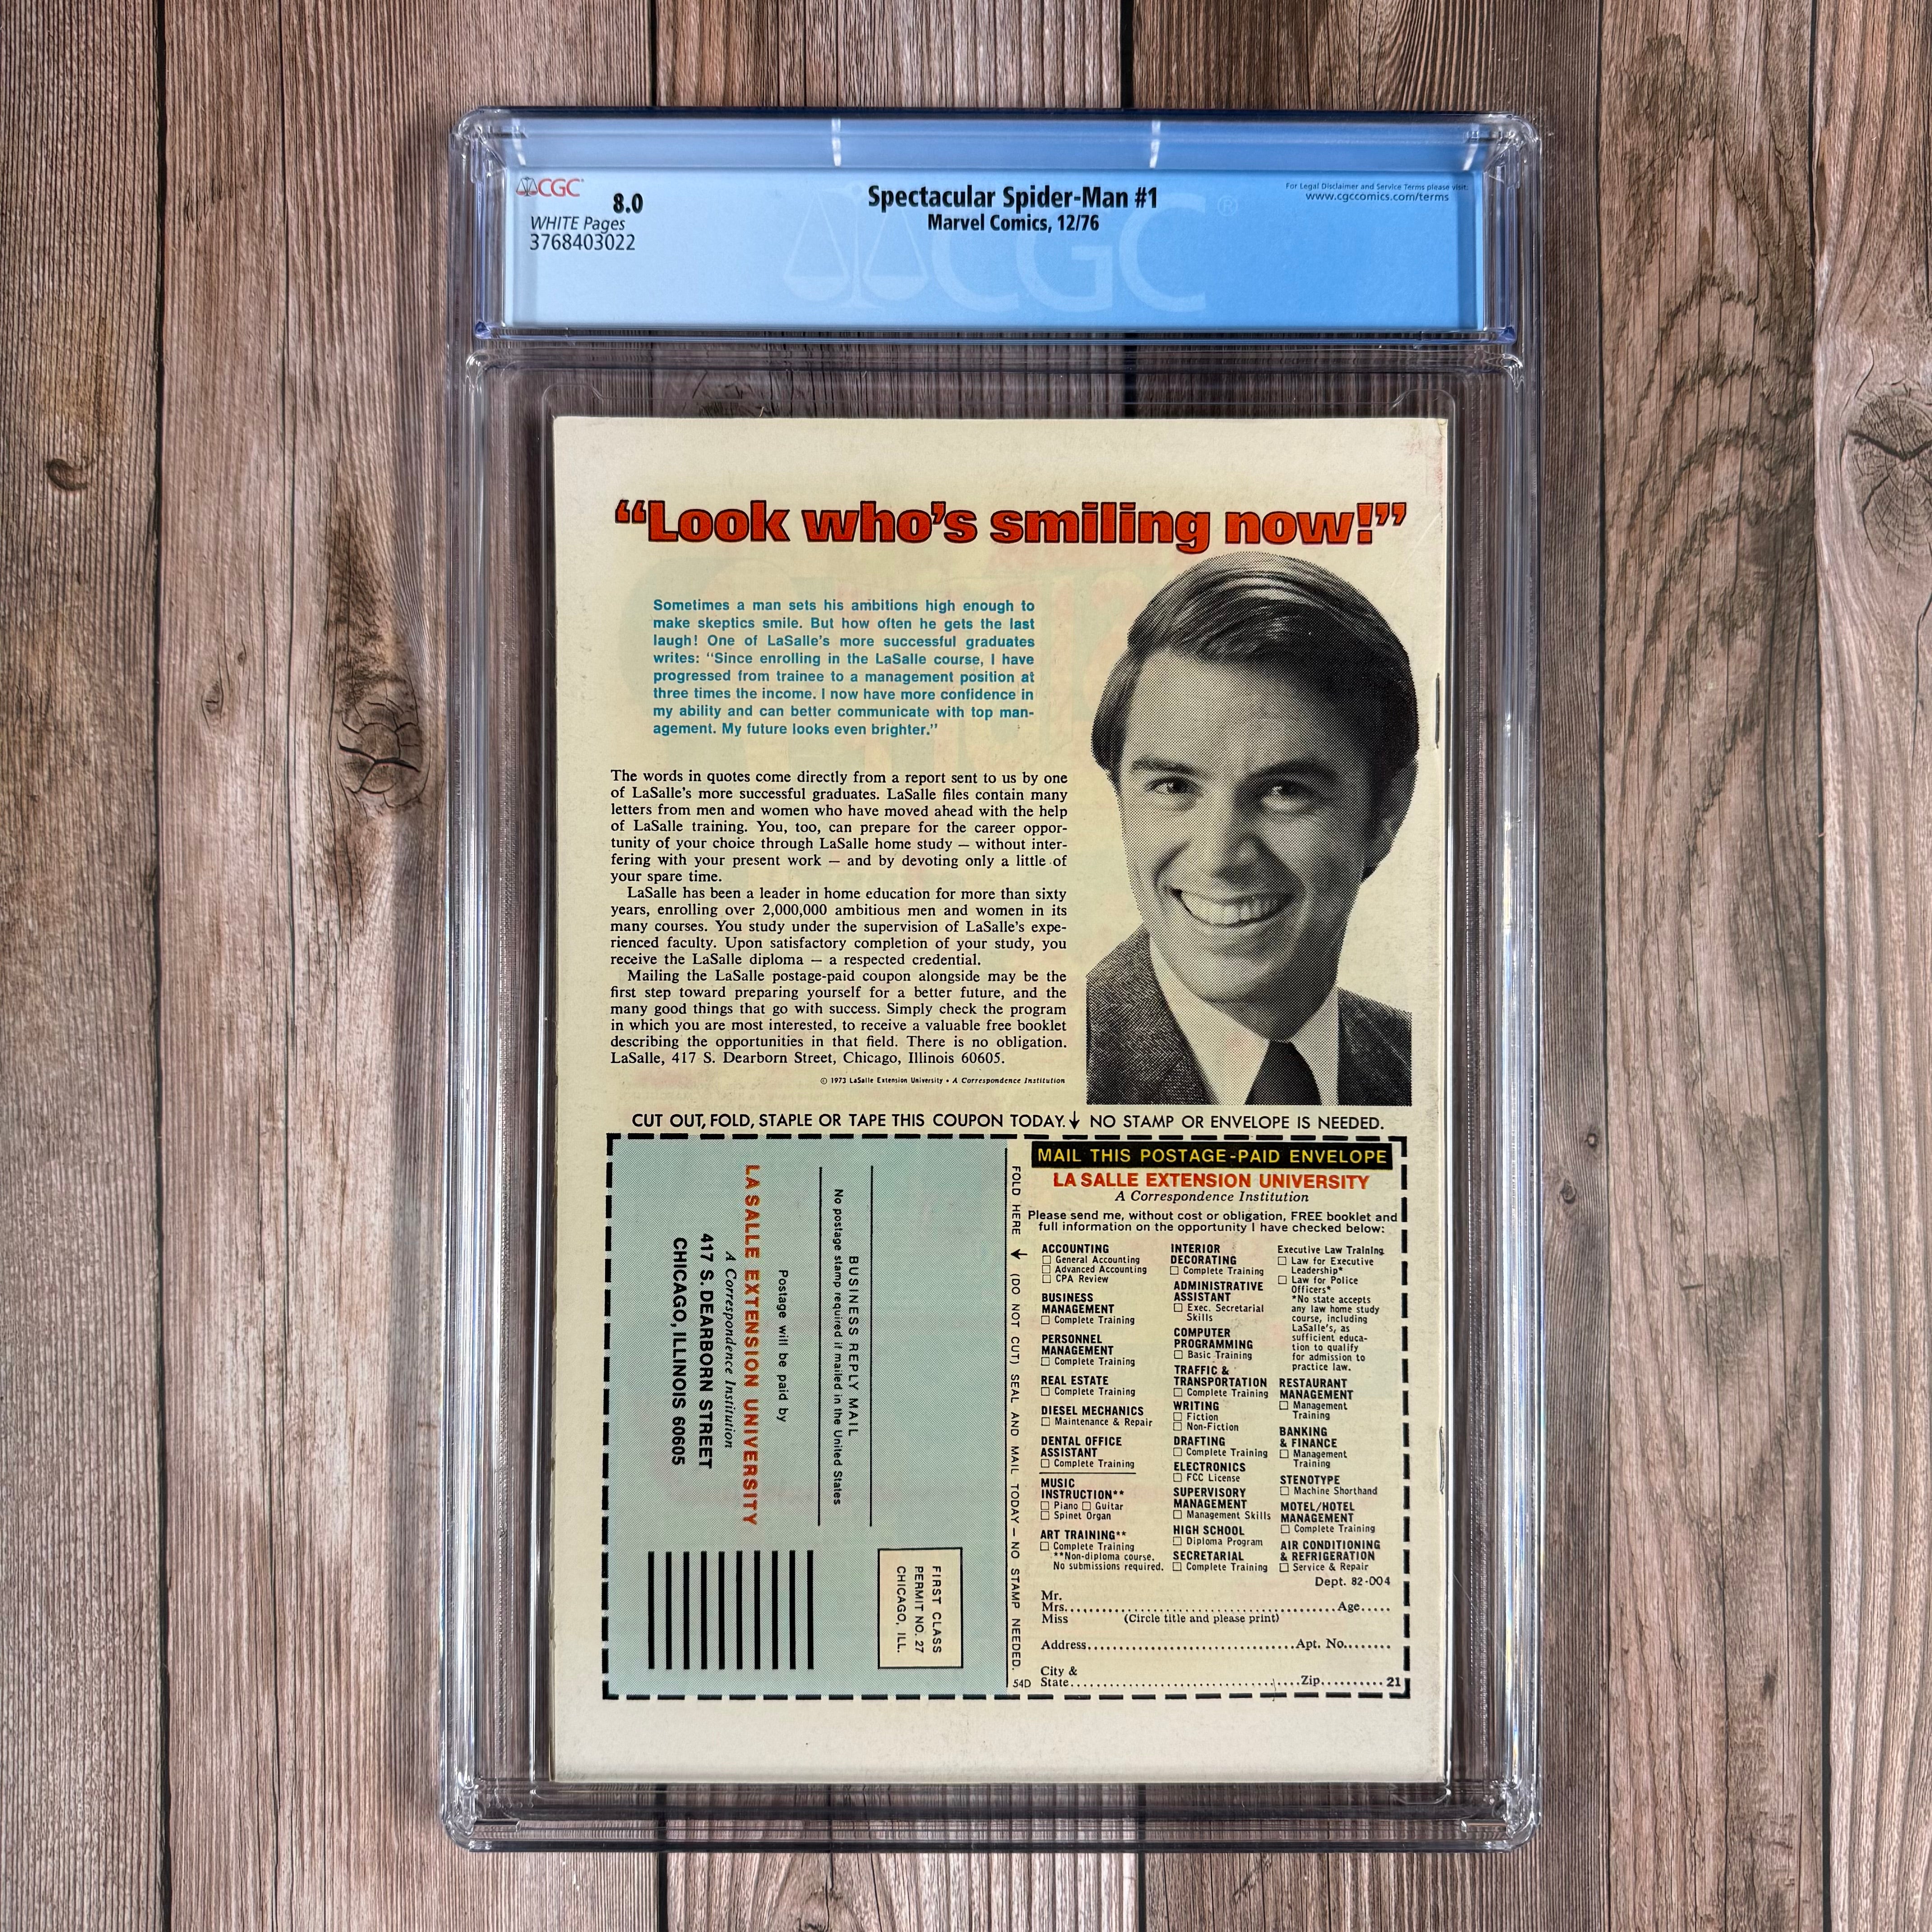 CGC
8.0
WHITE Pages
3768403022
Spectacular Spider-Man #1
Marvel Comics, 12/76
For Legal Disclaimer and Service Terms please visit:
www.cgccomics.com/terms
CGC
“Look who’s smiling now!”
Sometimes a man sets his ambitions high enough to
make skeptics smile. But how often he gets the last
laugh! One of LaSalle’s more successful graduates
writes: “Since enrolling in the LaSalle course, I have
progressed from trainee to a management position at
three times the income. I now have more confidence in
my ability and can better communicate with top man-
agement. My future looks even brighter.”
The words in quotes come directly from a report sent to us by one
of LaSalle’s more successful graduates. LaSalle files contain many
letters from men and women who have moved ahead with the help
of LaSalle training. You, too, can prepare for the career oppor-
tunity of your choice through LaSalle home study — without inter-
fering with your present work — and by devoting only a little of
your spare time.
LaSalle has been a leader in home education for more than sixty
years, enrolling over 2,000,000 ambitious men and women in its
many courses. You study under the supervision of LaSalle’s expe-
rienced faculty. Upon satisfactory completion of your study, you
receive the LaSalle diploma — a respected credential.
Mailing the LaSalle postage-paid coupon alongside may be the
first step toward preparing yourself for a better future, and the
many good things that go with success. Simply check the program
in which you are most interested, to receive a valuable free booklet
describing the opportunities in that field. There is no obligation.
LaSalle, 417 S. Dearborn Street, Chicago, Illinois 60605.
© 1973 LaSalle Extension University • A Correspondence Institution
CUT OUT, FOLD, STAPLE OR TAPE THIS COUPON TODAY. NO STAMP OR ENVELOPE IS NEEDED.
FIRST CLASS
PERMIT NO. 27
CHICAGO, ILL.
BUSINESS REPLY MAIL
No postage stamp required if mailed in the United States
Postage will be paid by
LA SALLE EXTENSION UNIVERSITY
A Correspondence Institution
417 S. DEARBORN STREET
CHICAGO, ILLINOIS 60605
FOLD HERE (DO NOT CUT) SEAL AND MAIL TODAY — NO STAMP NEEDED.
54D
MAIL THIS POSTAGE-PAID ENVELOPE
LA SALLE EXTENSION UNIVERSITY
A Correspondence Institution
Please send me, without cost or obligation, FREE booklet and
full information on the opportunity I have checked below:
ACCOUNTING
□ General Accounting
□ Advanced Accounting
□ CPA Review
BUSINESS
MANAGEMENT
□ Complete Training
PERSONNEL
MANAGEMENT
□ Complete Training
REAL ESTATE
□ Complete Training
DIESEL MECHANICS
□ Maintenance & Repair
DENTAL OFFICE
ASSISTANT
□ Complete Training
MUSIC
INSTRUCTION**
□ Piano □ Guitar
□ Spinet Organ
ART TRAINING**
□ Complete Training
**Non-diploma course.
No submissions required.
INTERIOR
DECORATING
□ Complete Training
ADMINISTRATIVE
ASSISTANT
□ Exec. Secretarial
Skills
COMPUTER
PROGRAMMING
□ Basic Training
TRAFFIC &
TRANSPORTATION
□ Complete Training
WRITING
□ Fiction
□ Non-Fiction
DRAFTING
□ Complete Training
ELECTRONICS
□ FCC License
SUPERVISORY
MANAGEMENT
□ Management Skills
HIGH SCHOOL
□ Diploma Program
SECRETARIAL
□ Complete Training
Executive Law Training
□ Law for Executive
Leadership*
□ Law for Police
Officers*
*No state accepts
any law home study
course, including
LaSalle’s, as
sufficient educa-
tion to qualify
for admission to
practice law.
RESTAURANT
MANAGEMENT
□ Management
Training
BANKING
& FINANCE
□ Management
Training
STENOTYPE
□ Machine Shorthand
MOTEL/HOTEL
MANAGEMENT
□ Complete Training
AIR CONDITIONING
& REFRIGERATION
□ Service & Repair
Dept. 82-004
Mr.
Mrs. Age
Miss (Circle title and please print)
Address Apt. No.
City &
State Zip 21